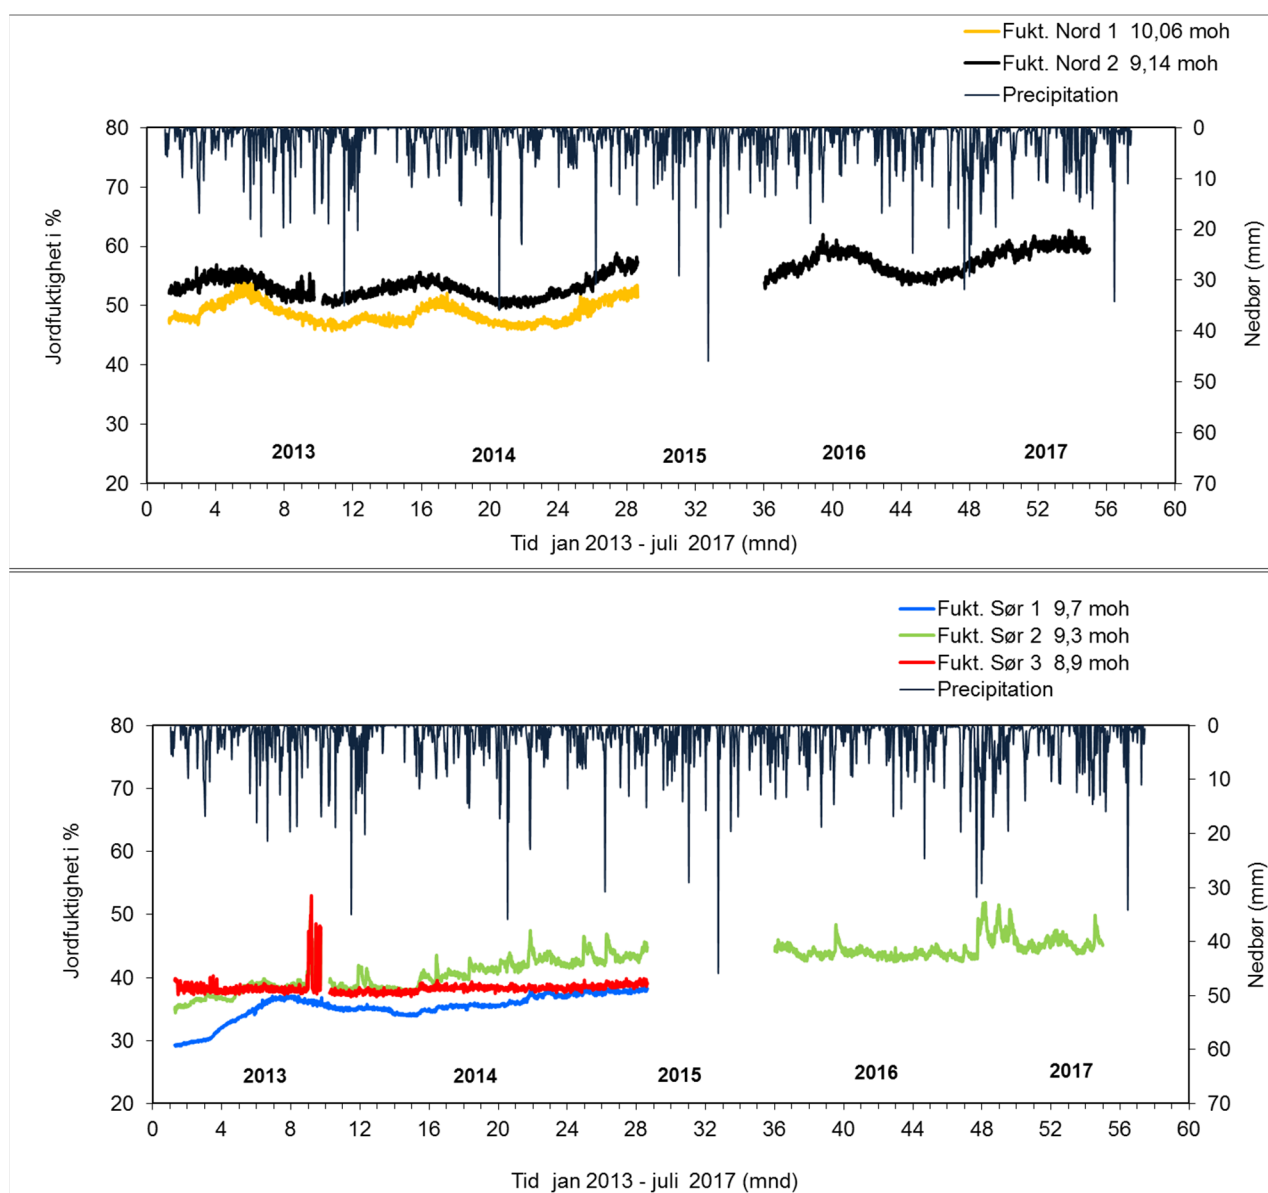 Fukt. Nord 1  10,06 moh
Fukt. Nord 2  9,14 moh
Precipitation
80
70
60
50
40
30
20
Jordfuktighet i %
0
10
20
30
40
50
60
70
Nedbør (mm)
2013 2014 2015 2016 2017
0 4 8 12 16 20 24 28 32 36 40 44 48 52 56 60
Tid  jan 2013 - juli  2017 (mnd)
Fukt. Sør 1  9,7 moh
Fukt. Sør 2  9,3 moh
Fukt. Sør 3  8,9 moh
Precipitation
80
70
60
50
40
30
20
Jordfuktighet i %
0
10
20
30
40
50
60
70
Nedbør (mm)
2013 2014 2015 2016 2017
0 4 8 12 16 20 24 28 32 36 40 44 48 52 56 60
Tid  jan 2013 - juli  2017 (mnd)